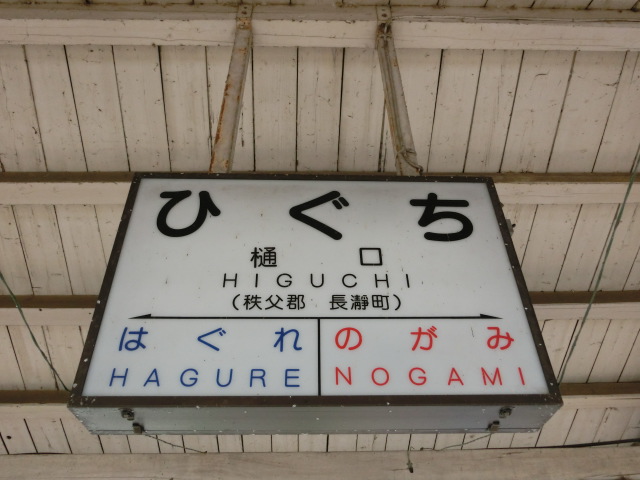 ひぐち
樋口
HIGUCHI
（秩父郡 長瀞町）
はぐれ のがみ
HAGURE NOGAMI